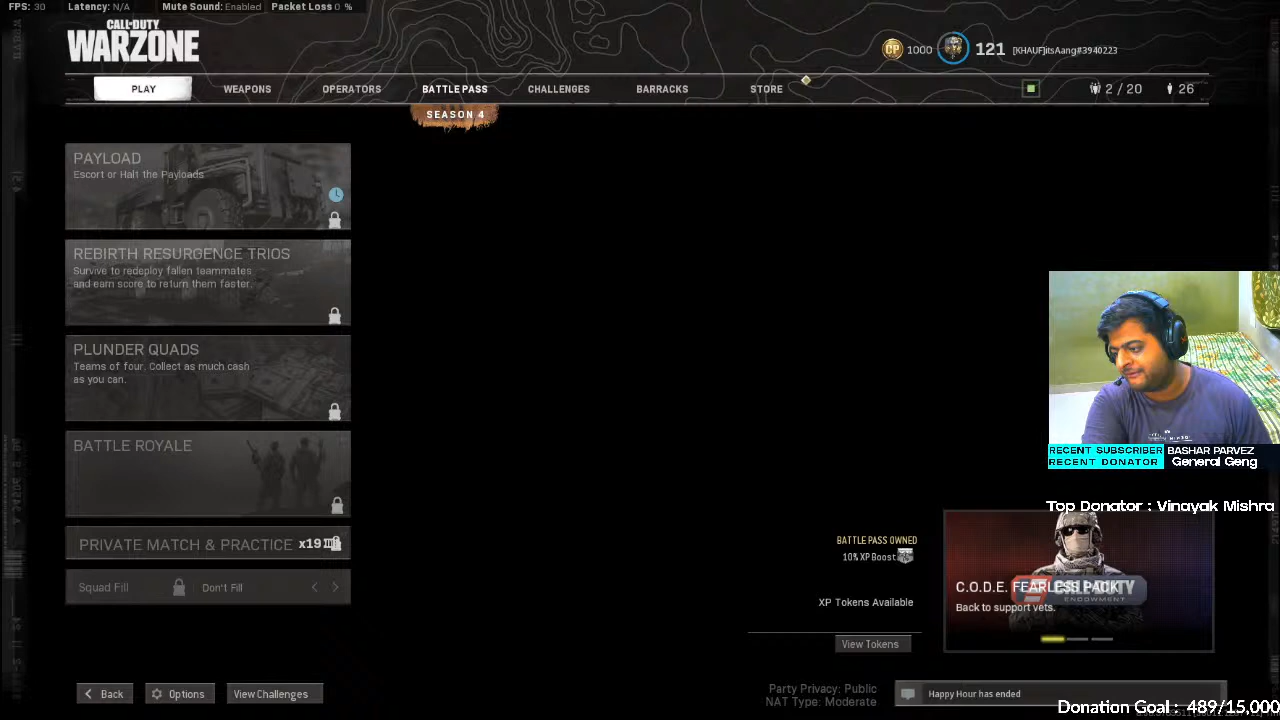 FPS: 30 Latency: N/A Mute Sound: Enabled Packet Loss 0 %
CALL·DUTY
WARZONE
CP 1000 121 [KHAUF]itsAang#3940223
PLAY WEAPONS OPERATORS BATTLE PASS CHALLENGES BARRACKS STORE 2 / 20 26
SEASON 4
PAYLOAD
Escort or Halt the Payloads
REBIRTH RESURGENCE TRIOS
Survive to redeploy fallen teammates
and earn score to return them faster.
PLUNDER QUADS
Teams of four. Collect as much cash
as you can.
BATTLE ROYALE
PRIVATE MATCH & PRACTICE
Squad Fill Don't Fill
RECENT SUBSCRIBER BASHAR PARVEZ
RECENT DONATOR General Geng
Top Donator : Vinayak Mishra
BATTLE PASS OWNED
10% XP Boost
XP Tokens Available
View Tokens
C.O.D.E. FEARLESS PACK
CALL·DUTY
ENDOWMENT
Back to support vets.
Back Options View Challenges
Party Privacy: Public
NAT Type: Moderate
Happy Hour has ended
Donation Goal : 489/15,000